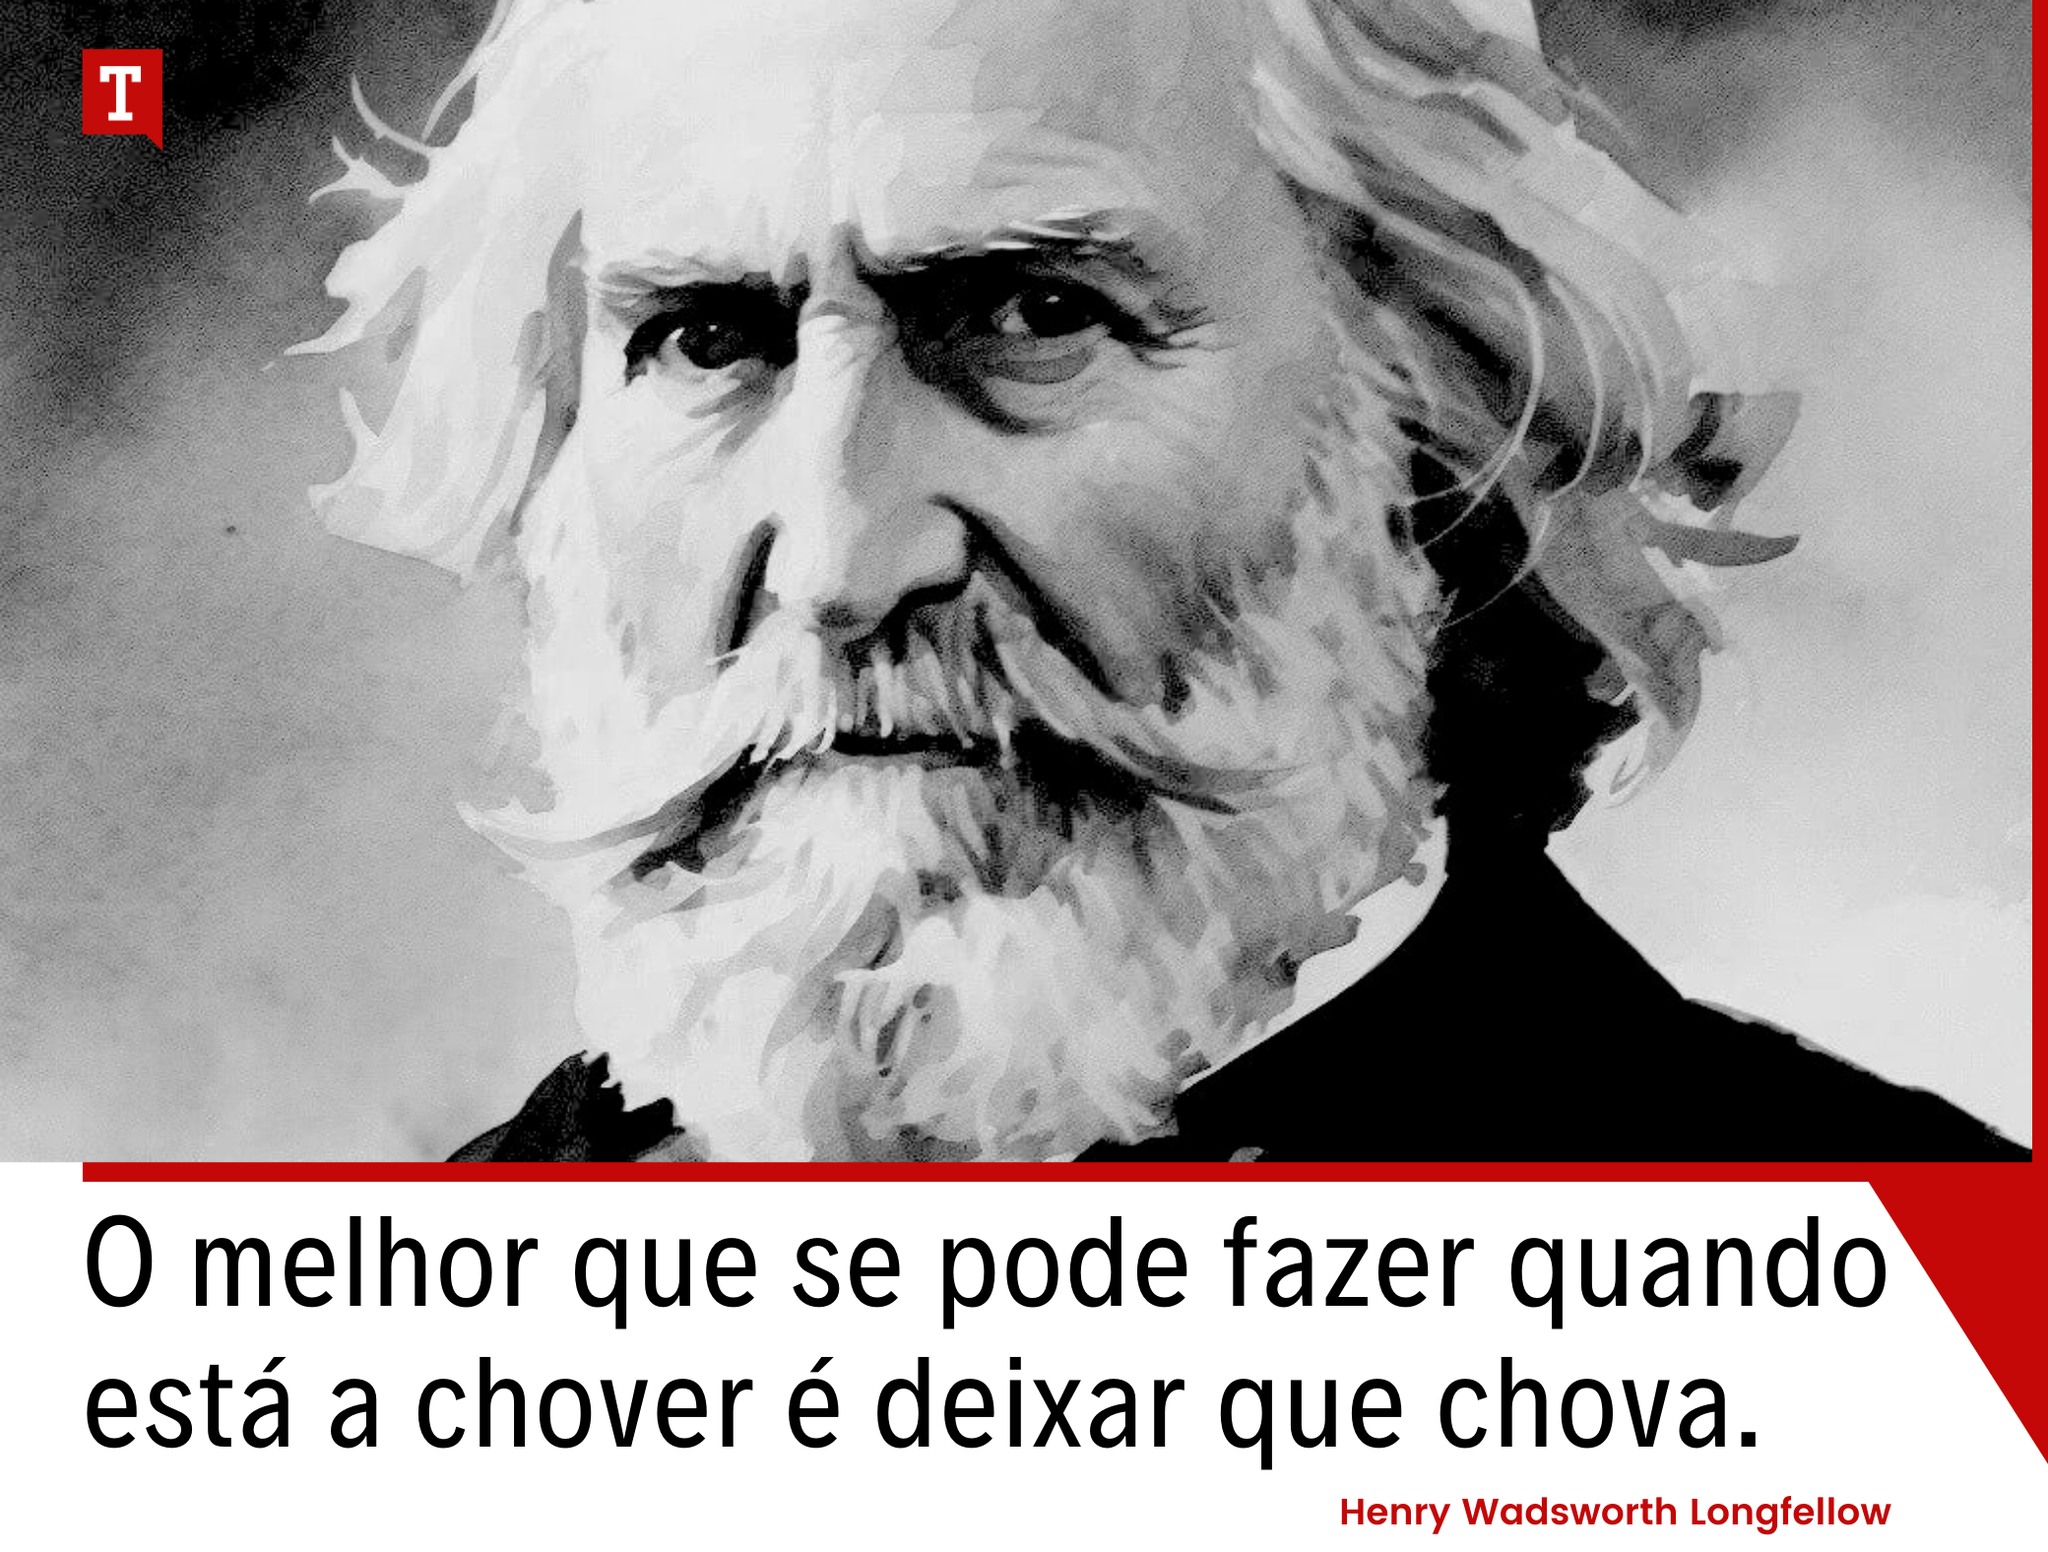 T
O melhor que se pode fazer quando
está a chover é deixar que chova.
Henry Wadsworth Longfellow